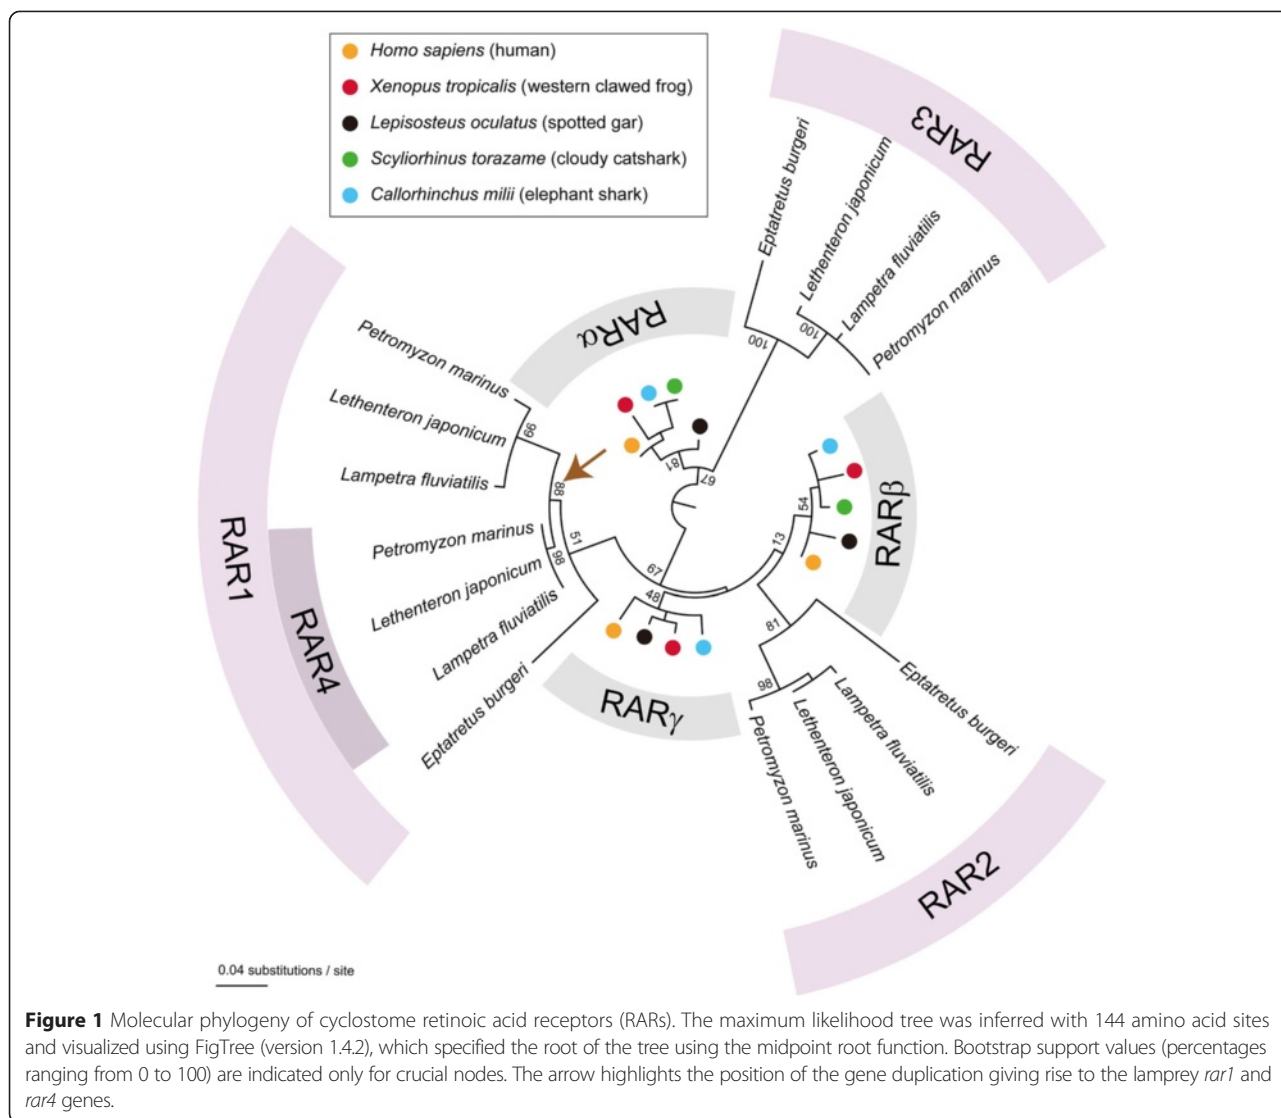 Homo sapiens (human)
Xenopus tropicalis (western clawed frog)
Lepisosteus oculatus (spotted gar)
Scyliorhinus torazame (cloudy catshark)
Callorhinchus milii (elephant shark)
RAR3
Eptatretus burgeri
Lethenteron japonicum
Lampetra fluviatilis
Petromyzon marinus
100
100
RARα
81
67
RAR1
Petromyzon marinus
Lethenteron japonicum
Lampetra fluviatilis
99
88
RAR4
Petromyzon marinus
Lethenteron japonicum
Lampetra fluviatilis
Eptatretus burgeri
98
51
67
48
RARγ
RARβ
54
13
81
98
Eptatretus burgeri
Lampetra fluviatilis
Lethenteron japonicum
Petromyzon marinus
RAR2
0.04 substitutions / site
Figure 1 Molecular phylogeny of cyclostome retinoic acid receptors (RARs). The maximum likelihood tree was inferred with 144 amino acid sites
and visualized using FigTree (version 1.4.2), which specified the root of the tree using the midpoint root function. Bootstrap support values (percentages
ranging from 0 to 100) are indicated only for crucial nodes. The arrow highlights the position of the gene duplication giving rise to the lamprey rar1 and
rar4 genes.